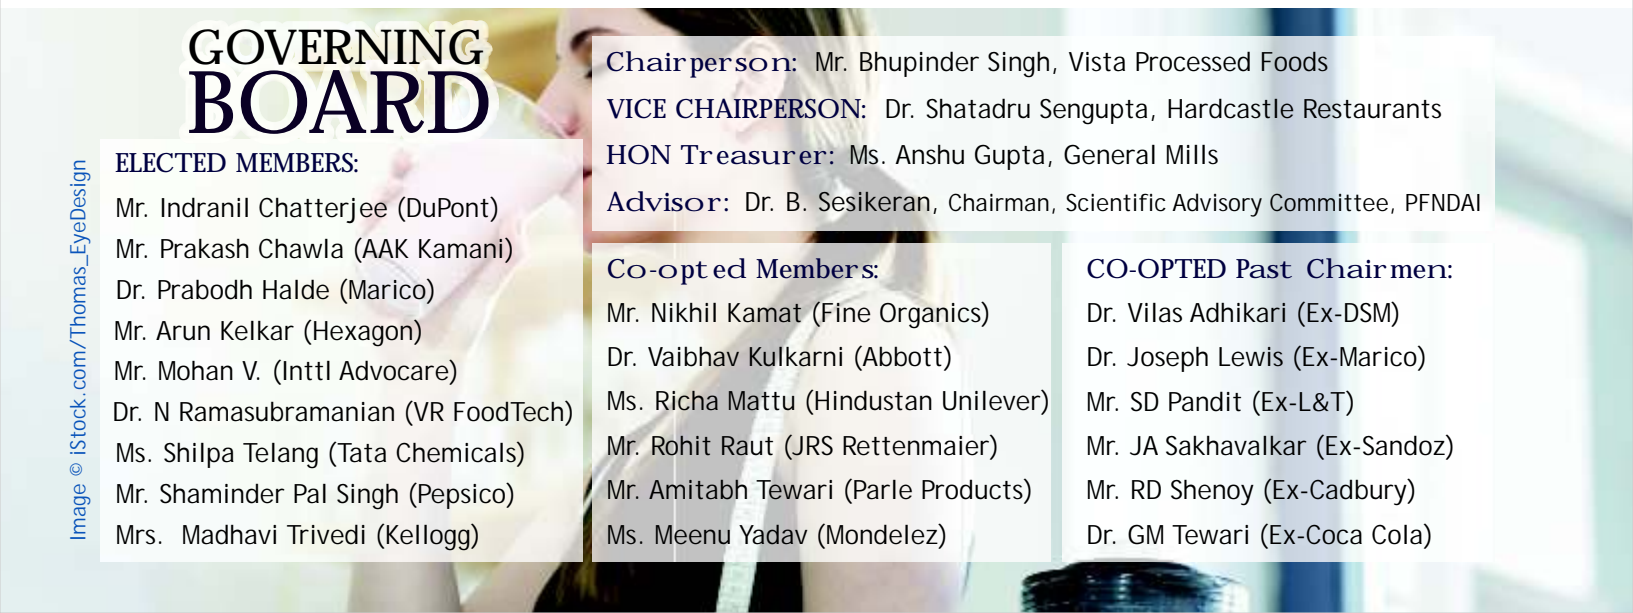 GOVERNING
BOARD
ELECTED MEMBERS:
Mr. Indranil Chatterjee (DuPont)
Mr. Prakash Chawla (AAK Kamani)
Dr. Prabodh Halde (Marico)
Mr. Arun Kelkar (Hexagon)
Mr. Mohan V. (Inttl Advocare)
Dr. N Ramasubramanian (VR FoodTech)
Ms. Shilpa Telang (Tata Chemicals)
Mr. Shaminder Pal Singh (Pepsico)
Mrs. Madhavi Trivedi (Kellogg)
Image © iStock.com/Thomas_EyeDesign
Chairperson: Mr. Bhupinder Singh, Vista Processed Foods
VICE CHAIRPERSON: Dr. Shatadru Sengupta, Hardcastle Restaurants
HON Treasurer: Ms. Anshu Gupta, General Mills
Advisor: Dr. B. Sesikeran, Chairman, Scientific Advisory Committee, PFNDAI
Co-opted Members:
Mr. Nikhil Kamat (Fine Organics)
Dr. Vaibhav Kulkarni (Abbott)
Ms. Richa Mattu (Hindustan Unilever)
Mr. Rohit Raut (JRS Rettenmaier)
Mr. Amitabh Tewari (Parle Products)
Ms. Meenu Yadav (Mondelez)
CO-OPTED Past Chairmen:
Dr. Vilas Adhikari (Ex-DSM)
Dr. Joseph Lewis (Ex-Marico)
Mr. SD Pandit (Ex-L&T)
Mr. JA Sakhavalkar (Ex-Sandoz)
Mr. RD Shenoy (Ex-Cadbury)
Dr. GM Tewari (Ex-Coca Cola)